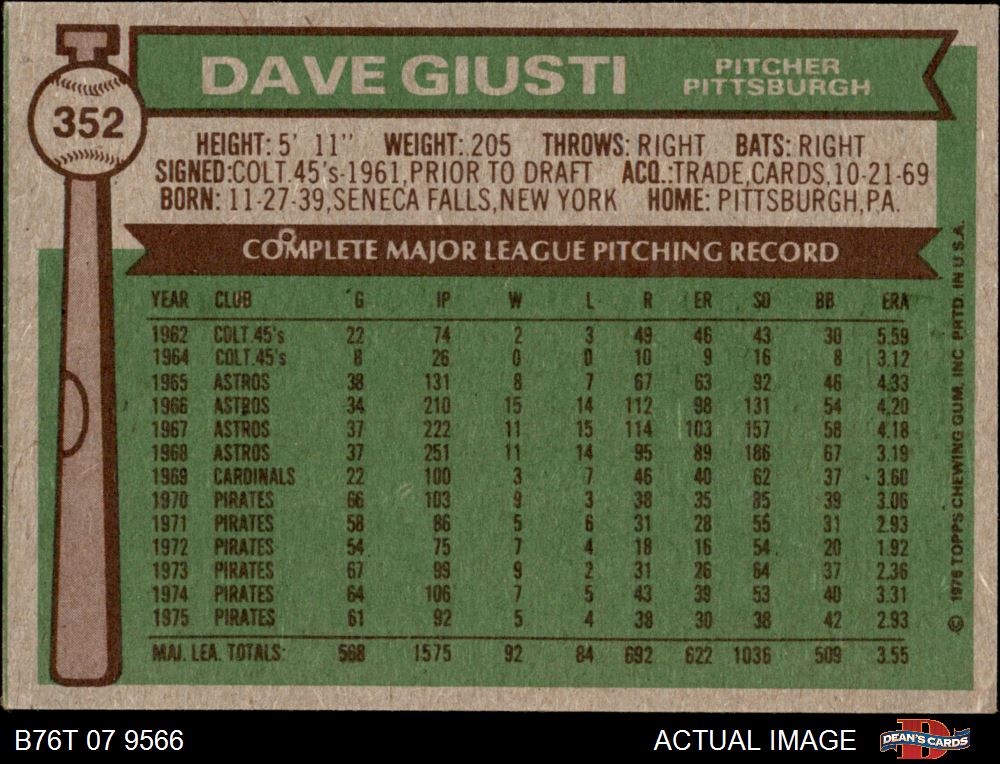 DAVE GIUSTI PITCHER
PITTSBURGH
352
HEIGHT: 5' 11" WEIGHT: 205 THROWS: RIGHT BATS: RIGHT
SIGNED: COLT .45's-1961, PRIOR TO DRAFT ACQ.: TRADE, CARDS, 10-21-69
BORN: 11-27-39, SENECA FALLS, NEW YORK HOME: PITTSBURGH, PA.
COMPLETE MAJOR LEAGUE PITCHING RECORD
YEAR CLUB G IP W L R ER SO BB ERA
1962 COLT .45's 22 74 2 3 49 46 43 30 5.59
1964 COLT .45's 8 26 0 0 10 9 16 8 3.12
1965 ASTROS 38 131 8 7 67 63 92 46 4.33
1966 ASTROS 34 210 15 14 112 98 131 54 4.20
1967 ASTROS 37 222 11 15 114 103 157 58 4.18
1968 ASTROS 37 251 11 14 95 89 186 67 3.19
1969 CARDINALS 22 100 3 7 46 40 62 37 3.60
1970 PIRATES 66 103 9 3 38 35 85 39 3.06
1971 PIRATES 58 86 5 6 31 28 55 31 2.93
1972 PIRATES 54 75 7 4 18 16 54 20 1.92
1973 PIRATES 67 99 9 2 31 26 64 37 2.36
1974 PIRATES 64 106 7 5 43 39 53 40 3.31
1975 PIRATES 61 92 5 4 38 30 38 42 2.93
MAJ. LEA. TOTALS: 568 1575 92 84 692 622 1036 509 3.55
© 1976 TOPPS CHEWING GUM, INC PRTD. IN U.S.A.
B76T 07 9566 ACTUAL IMAGE D DEAN'S CARDS